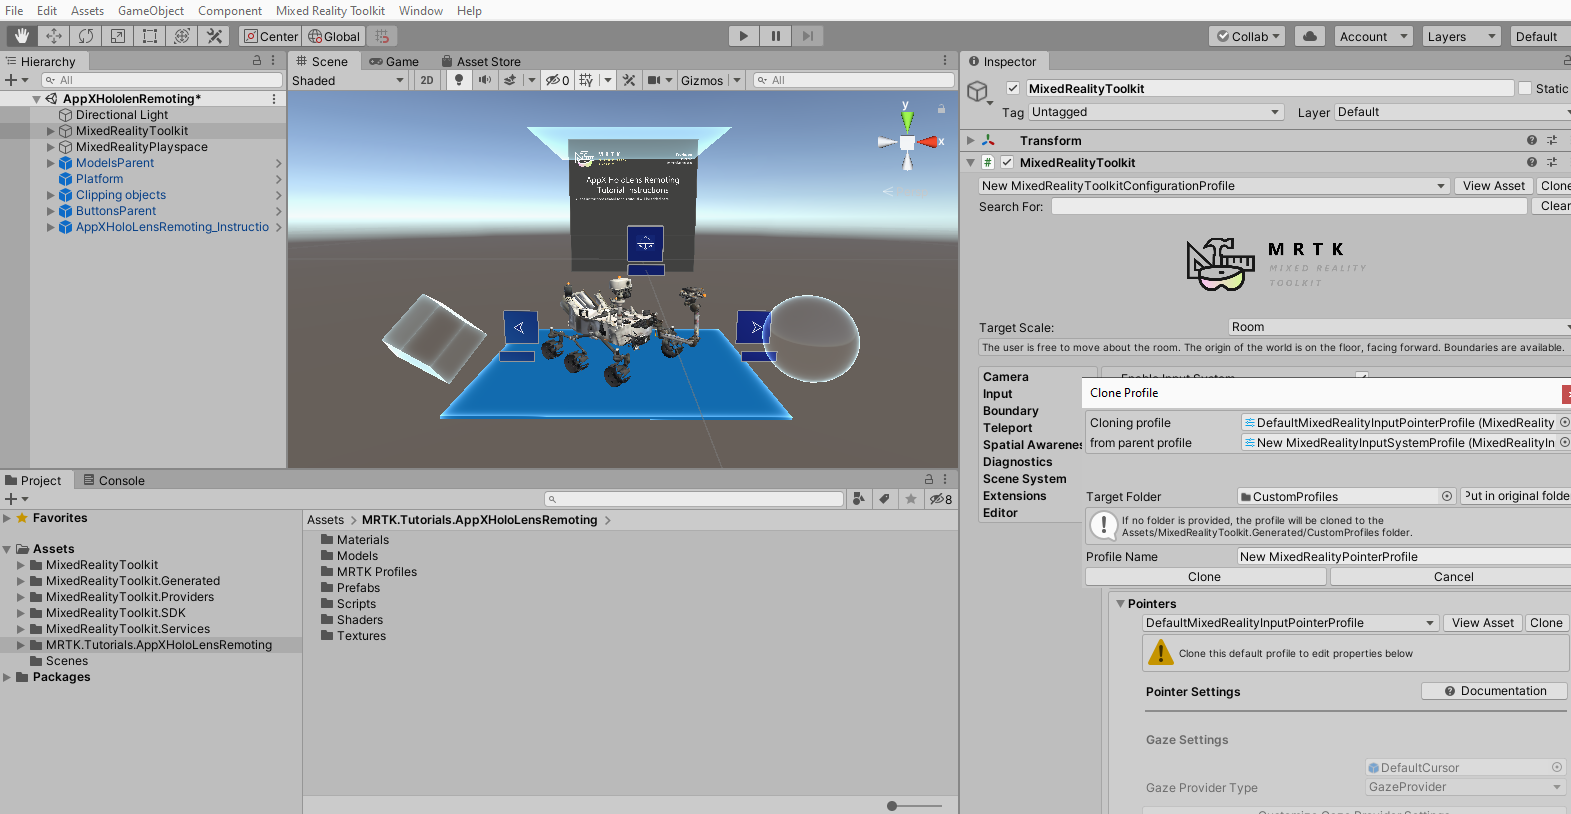 File Edit Assets GameObject Component Mixed Reality Toolkit Window Help
Center Global Collab Account Layers Default
Hierarchy
All
AppXHololenRemoting*
Directional Light
MixedRealityToolkit
MixedRealityPlayspace
ModelsParent
Platform
Clipping objects
ButtonsParent
AppXHoloLensRemoting_Instructio
Scene Game Asset Store
Shaded 2D 0 Gizmos All
y
x
MRTK
AppX HoloLens Remoting
Tutorial Instructions
Inspector
MixedRealityToolkit Static
Tag Untagged Layer Default
Transform
# MixedRealityToolkit
New MixedRealityToolkitConfigurationProfile View Asset Clone
Search For: Clear
MRTK
MIXED REALITY
TOOLKIT
Target Scale: Room
The user is free to move about the room. The origin of the world is on the floor, facing forward. Boundaries are available.
Camera
Input
Boundary
Teleport
Spatial Awarenes
Diagnostics
Scene System
Extensions
Editor
Enable Input System
Clone Profile
Cloning profile DefaultMixedRealityInputPointerProfile (MixedReality
from parent profile New MixedRealityInputSystemProfile (MixedRealityIn
Target Folder CustomProfiles Put in original folde
If no folder is provided, the profile will be cloned to the
Assets/MixedRealityToolkit.Generated/CustomProfiles folder.
Profile Name New MixedRealityPointerProfile
Clone Cancel
Pointers
DefaultMixedRealityInputPointerProfile View Asset Clone
Clone this default profile to edit properties below
Pointer Settings Documentation
Gaze Settings
DefaultCursor
Gaze Provider Type GazeProvider
Customize Gaze Provider Settings
Project Console
8
Favorites
Assets
MixedRealityToolkit
MixedRealityToolkit.Generated
MixedRealityToolkit.Providers
MixedRealityToolkit.SDK
MixedRealityToolkit.Services
MRTK.Tutorials.AppXHoloLensRemoting
Scenes
Packages
Assets > MRTK.Tutorials.AppXHoloLensRemoting >
Materials
Models
MRTK Profiles
Prefabs
Scripts
Shaders
Textures